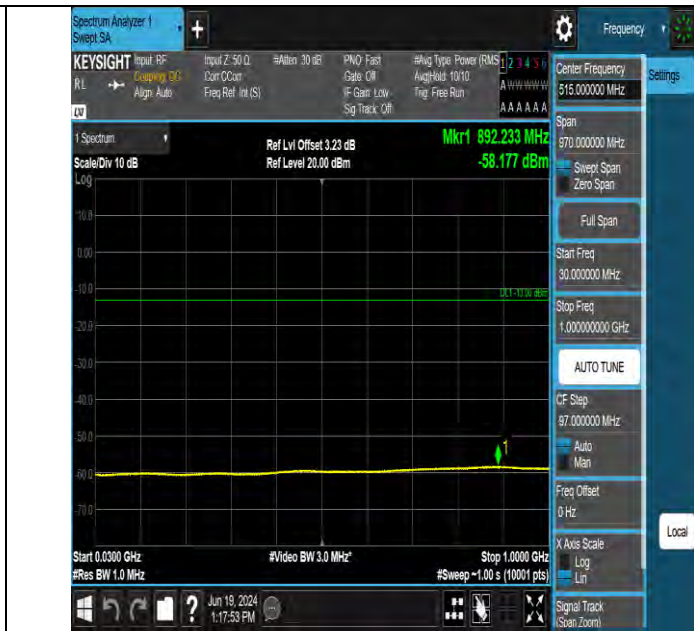 Spectrum Analyzer 1
Swept SA
+
Frequency
KEYSIGHT
RL
Input: RF
Coupling: DC
Align: Auto
Input Z: 50 Ω
Corr CCorr
Freq Ref: Int (S)
#Atten: 30 dB
PNO: Fast
Gate: Off
IF Gain: Low
Sig Track: Off
#Avg Type: Power (RMS
Avg|Hold: 10/10
Trig: Free Run
1 2 3 4 5 6
A W W W W W
A A A A A A
LXI
1 Spectrum
Scale/Div 10 dB
Ref Lvl Offset 3.23 dB
Ref Level 20.00 dBm
Mkr1 892.233 MHz
-58.177 dBm
Log
10.0
0.00
-10.0
DL1 -13.00 dBm
-20.0
-30.0
-40.0
-50.0
1
-60.0
-70.0
Start 0.0300 GHz
#Res BW 1.0 MHz
#Video BW 3.0 MHz*
Stop 1.0000 GHz
#Sweep ~1.00 s (10001 pts)
Jun 19, 2024
1:17:53 PM
Center Frequency
515.000000 MHz
Settings
Span
970.000000 MHz
Swept Span
Zero Span
Full Span
Start Freq
30.000000 MHz
Stop Freq
1.000000000 GHz
AUTO TUNE
CF Step
97.000000 MHz
Auto
Man
Freq Offset
0 Hz
Local
X Axis Scale
Log
Lin
Signal Track
(Span Zoom)